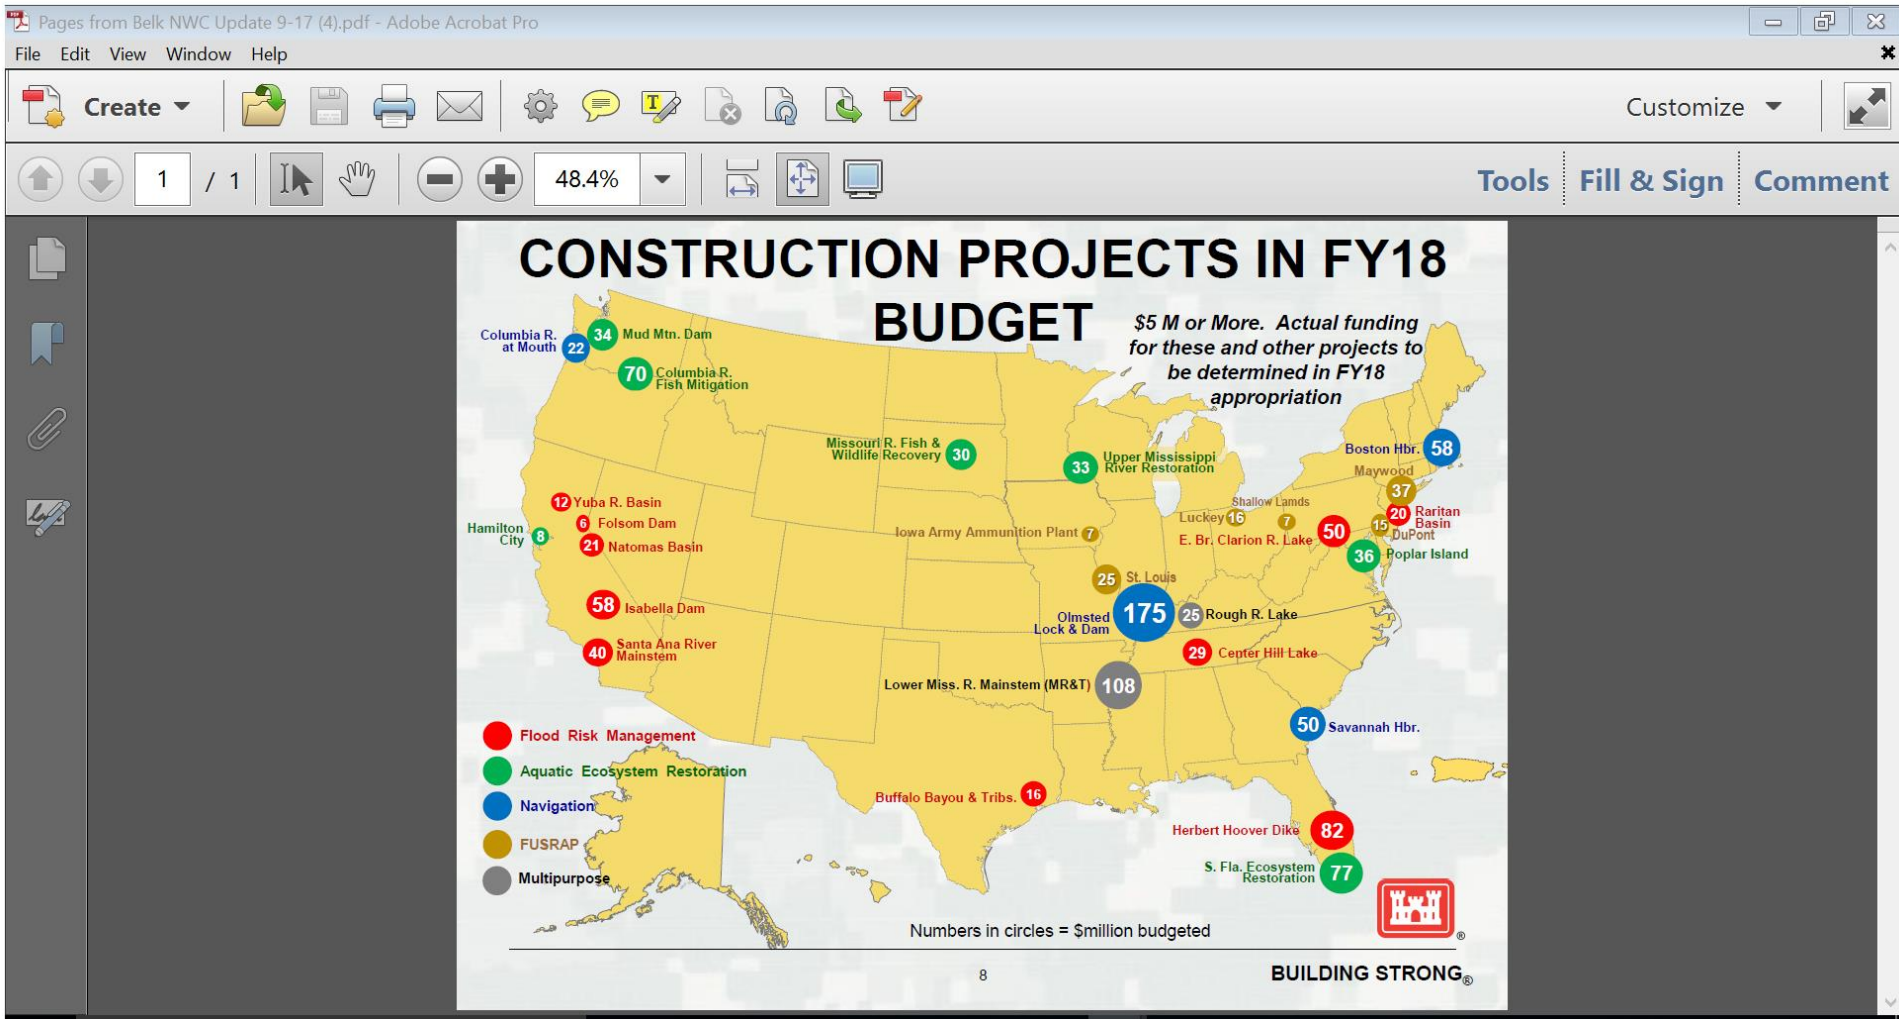 Pages from Belk NWC Update 9-17 (4).pdf - Adobe Acrobat Pro
File Edit View Window Help
Create
Customize
1 / 1
48.4%
Tools Fill & Sign Comment
CONSTRUCTION PROJECTS IN FY18
BUDGET
$5 M or More. Actual funding
for these and other projects to
be determined in FY18
appropriation
Columbia R.
at Mouth
22
34 Mud Mtn. Dam
70 Columbia R.
Fish Mitigation
Missouri R. Fish &
Wildlife Recovery
30
33 Upper Mississippi
River Restoration
Boston Hbr. 58
Maywood
37
20 Raritan
Basin
15 DuPont
Shallow Lamds
7
Luckey 16
E. Br. Clarion R. Lake 50
36 Poplar Island
12 Yuba R. Basin
6 Folsom Dam
Hamilton
City
8
21 Natomas Basin
Iowa Army Ammunition Plant 7
25 St. Louis
58 Isabella Dam
Olmsted
Lock & Dam
175
25 Rough R. Lake
40 Santa Ana River
Mainstem
29 Center Hill Lake
Lower Miss. R. Mainstem (MR&T) 108
50 Savannah Hbr.
Flood Risk Management
Aquatic Ecosystem Restoration
Navigation
FUSRAP
Multipurpose
Buffalo Bayou & Tribs. 16
Herbert Hoover Dike 82
S. Fla. Ecosystem
Restoration
77
Numbers in circles = $million budgeted
®
8
BUILDING STRONG®